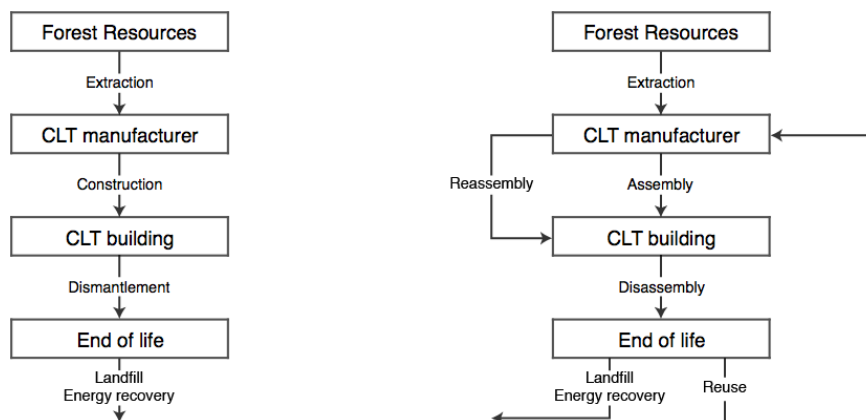 Forest Resources
Extraction
CLT manufacturer
Construction
CLT building
Dismantlement
End of life
Landfill
Energy recovery
Forest Resources
Extraction
CLT manufacturer
Reassembly
Assembly
CLT building
Disassembly
End of life
Landfill
Energy recovery
Reuse